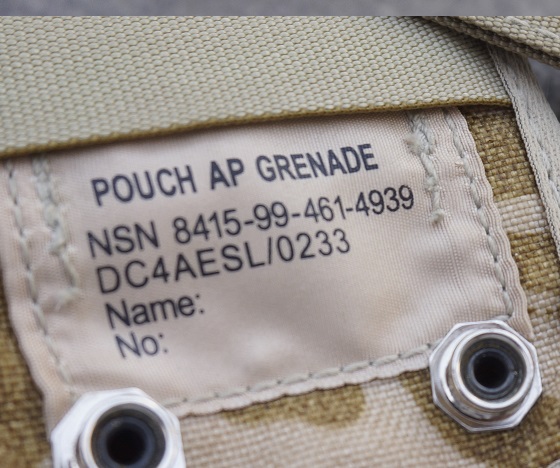 POUCH AP GRENADE
NSN 8415-99-461-4939
DC4AESL/0233
Name:
No: